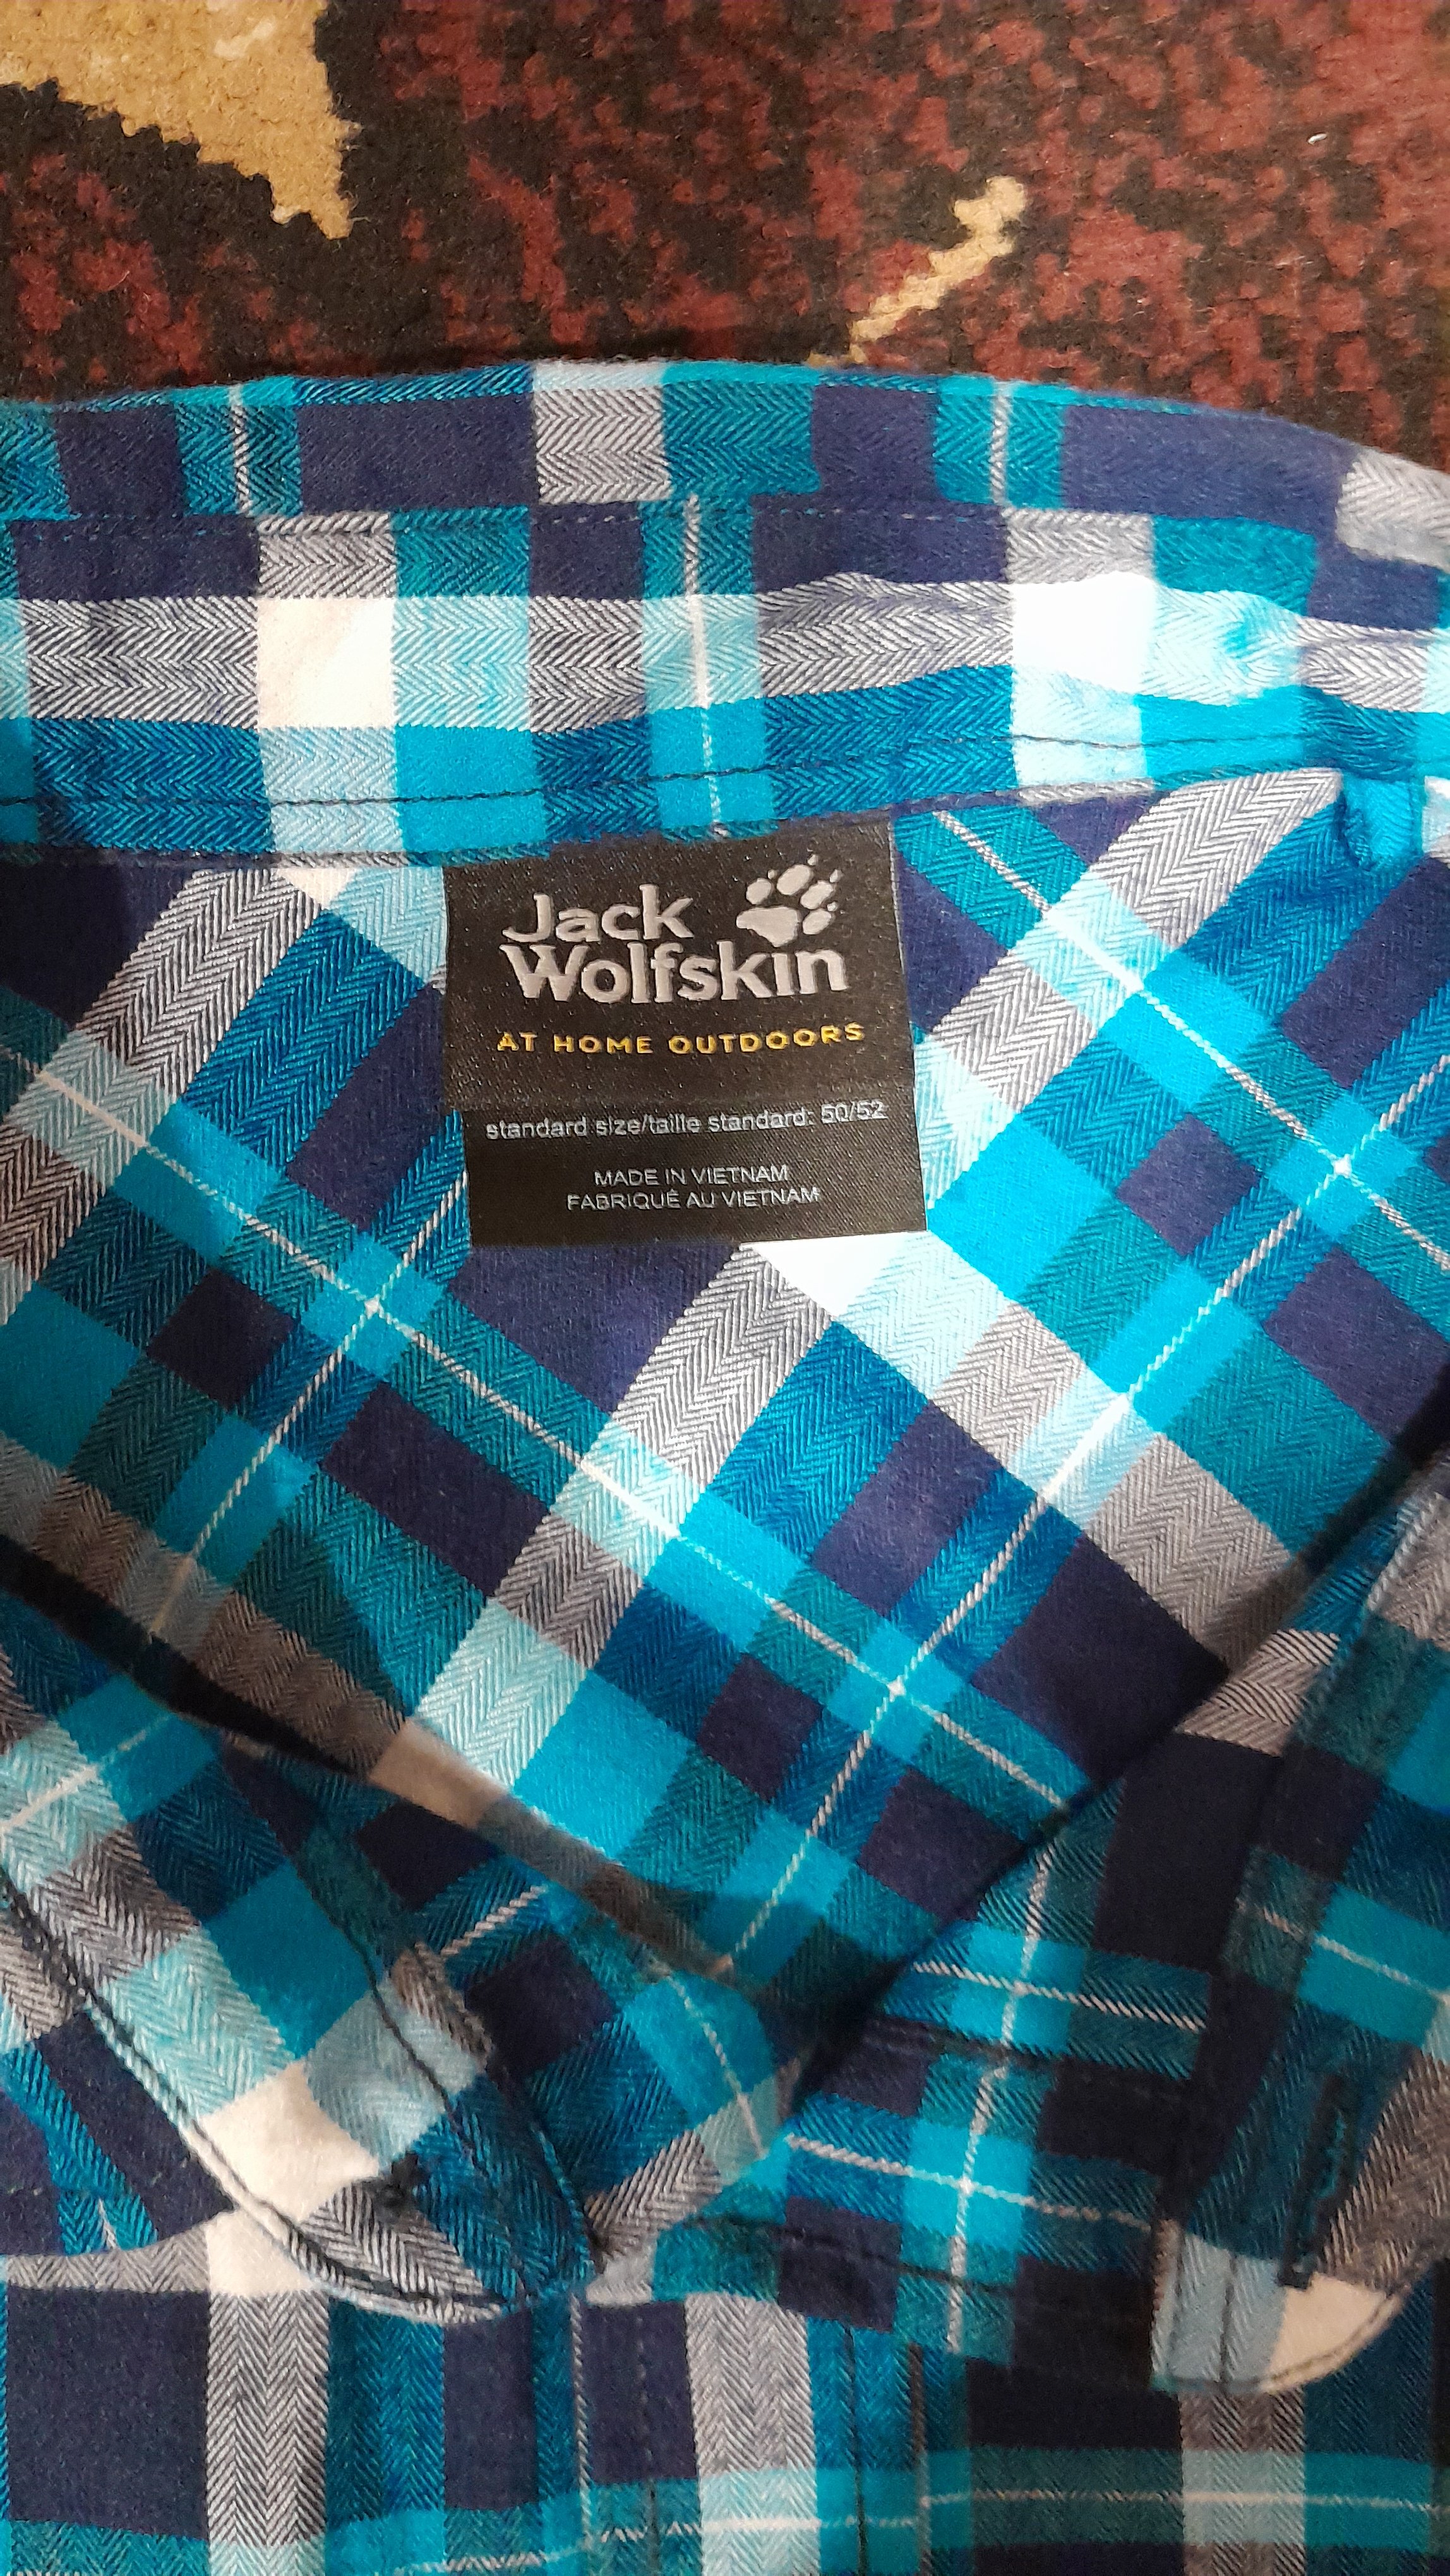 Jack
Wolfskin
AT HOME OUTDOORS
standard size/taille standard: 50/52
MADE IN VIETNAM
FABRIQUÉ AU VIETNAM